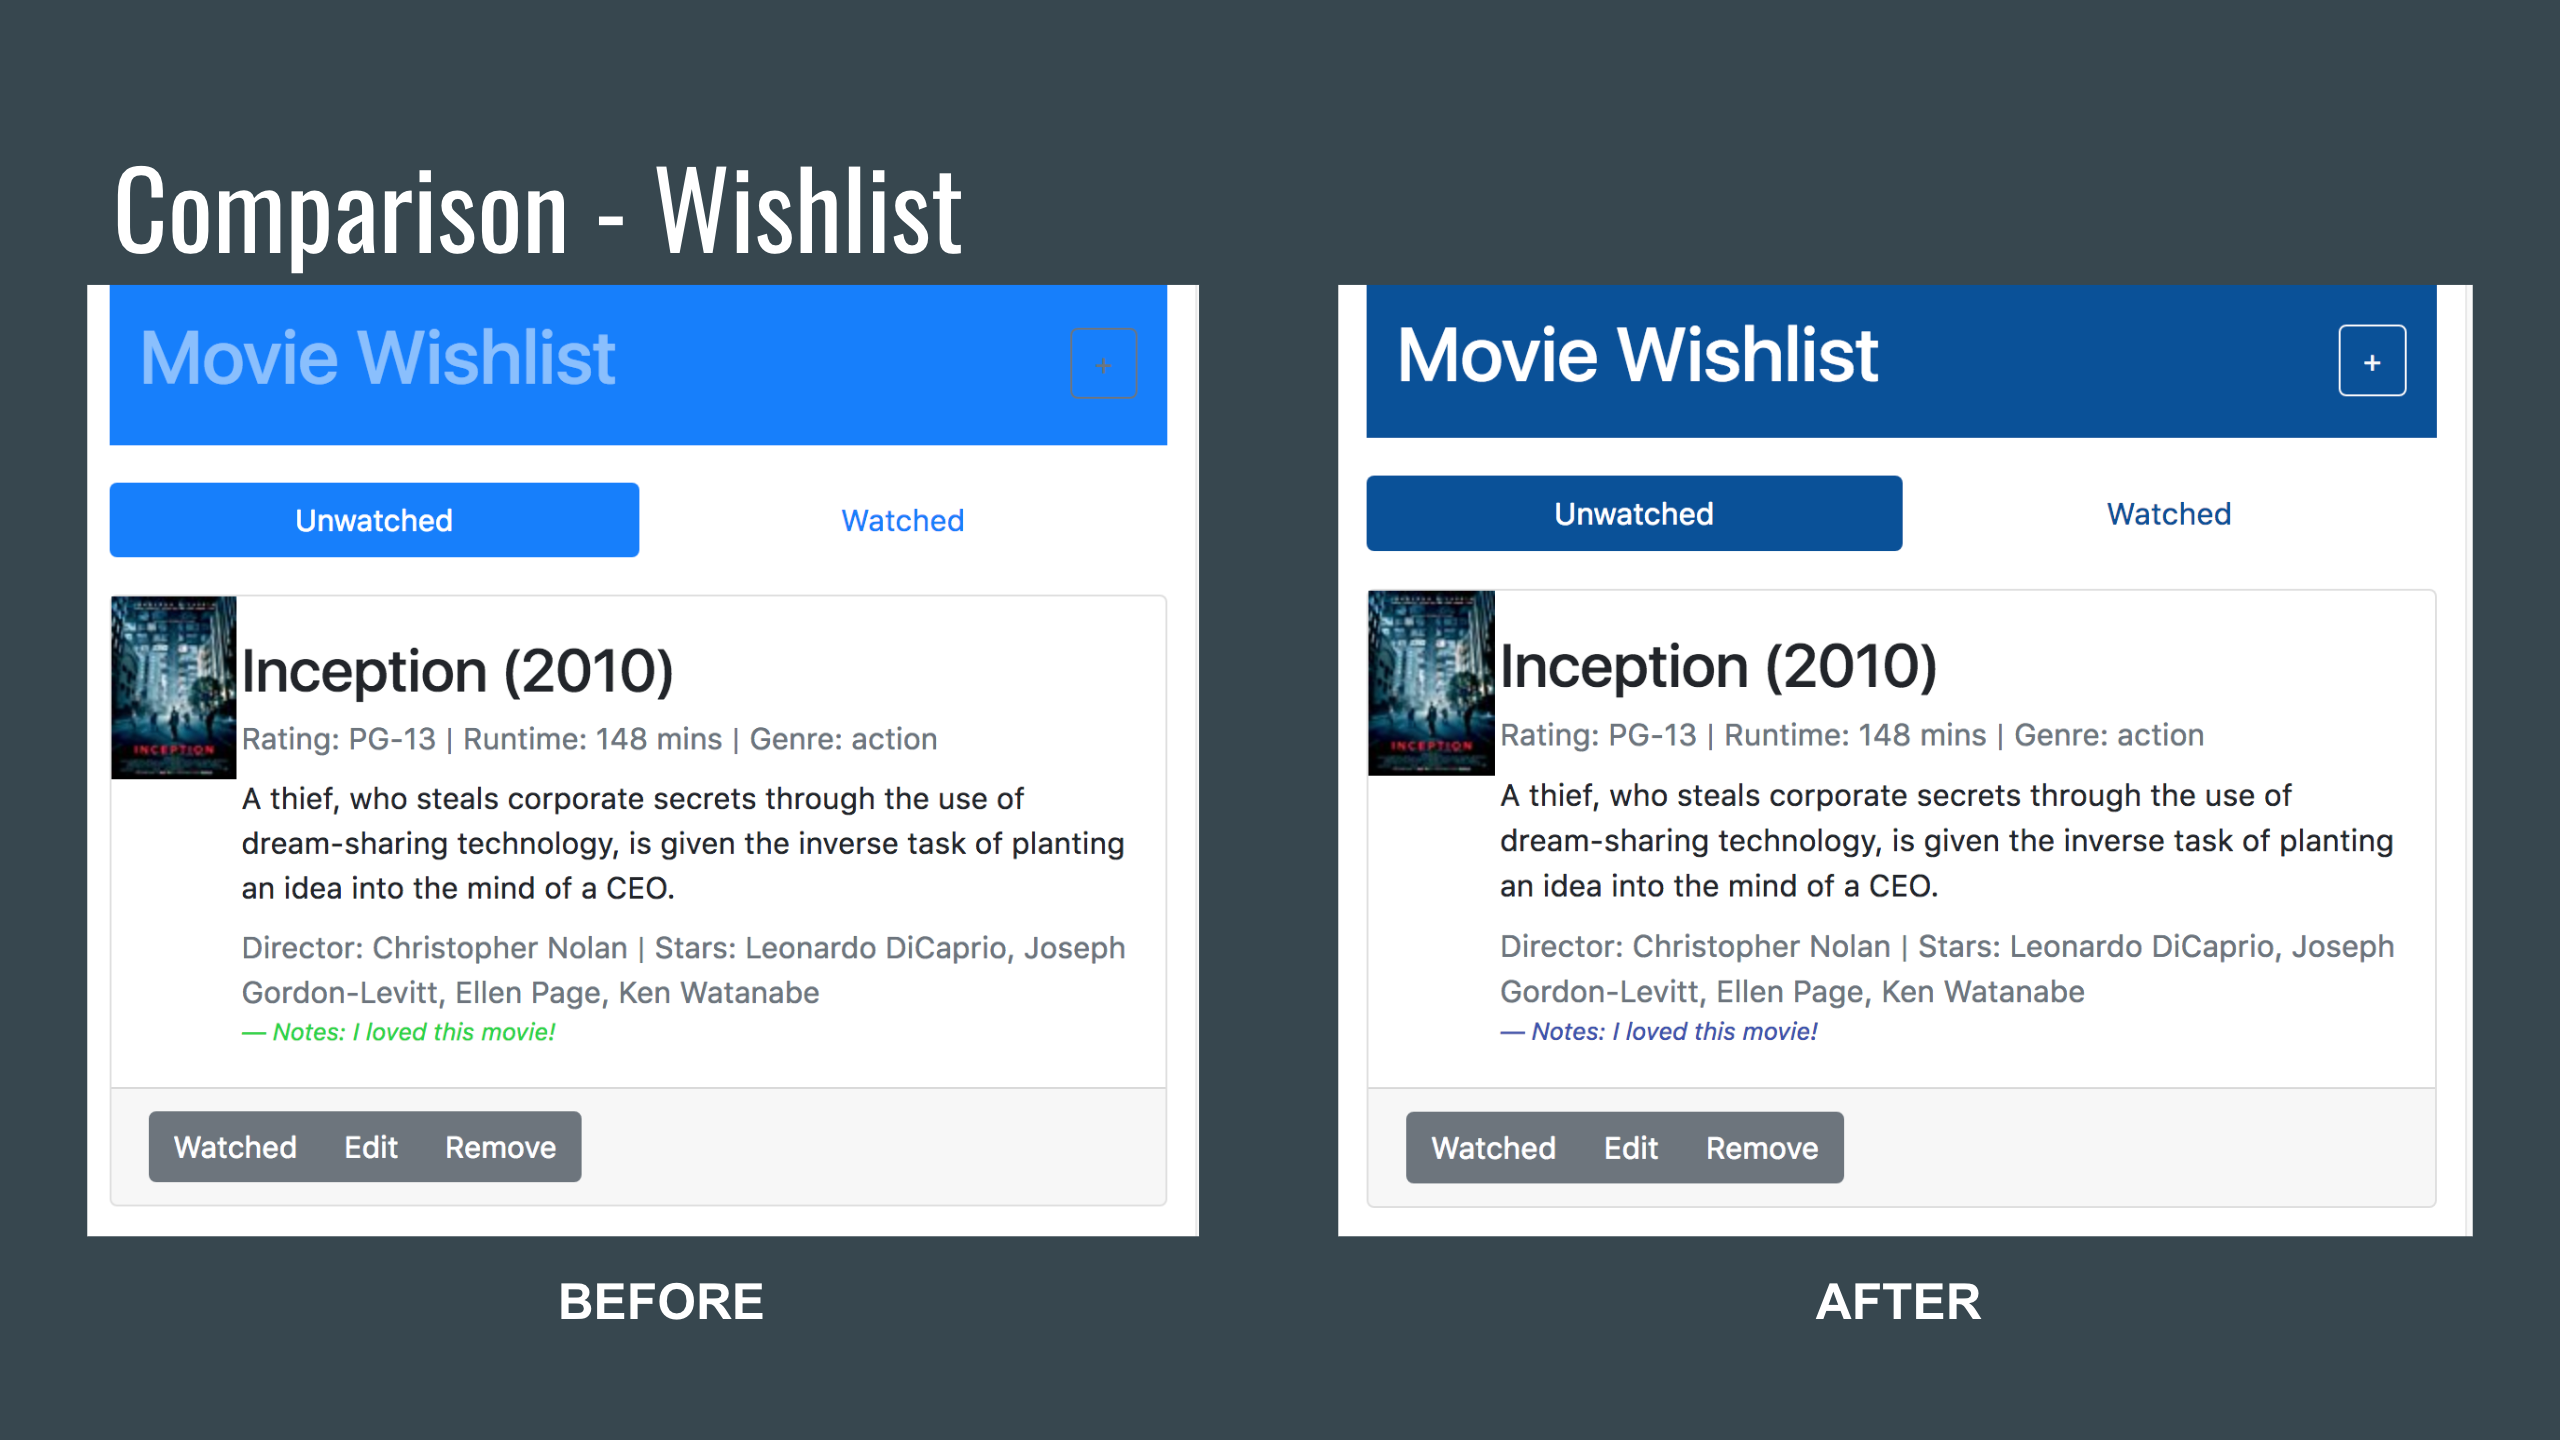 Comparison - Wishlist
Movie Wishlist
+
Unwatched
Watched
INCEPTION
Inception (2010)
Rating: PG-13 | Runtime: 148 mins | Genre: action
A thief, who steals corporate secrets through the use of
dream-sharing technology, is given the inverse task of planting
an idea into the mind of a CEO.
Director: Christopher Nolan | Stars: Leonardo DiCaprio, Joseph
Gordon-Levitt, Ellen Page, Ken Watanabe
— Notes: I loved this movie!
Watched Edit Remove
BEFORE
Movie Wishlist
+
Unwatched
Watched
INCEPTION
Inception (2010)
Rating: PG-13 | Runtime: 148 mins | Genre: action
A thief, who steals corporate secrets through the use of
dream-sharing technology, is given the inverse task of planting
an idea into the mind of a CEO.
Director: Christopher Nolan | Stars: Leonardo DiCaprio, Joseph
Gordon-Levitt, Ellen Page, Ken Watanabe
— Notes: I loved this movie!
Watched Edit Remove
AFTER